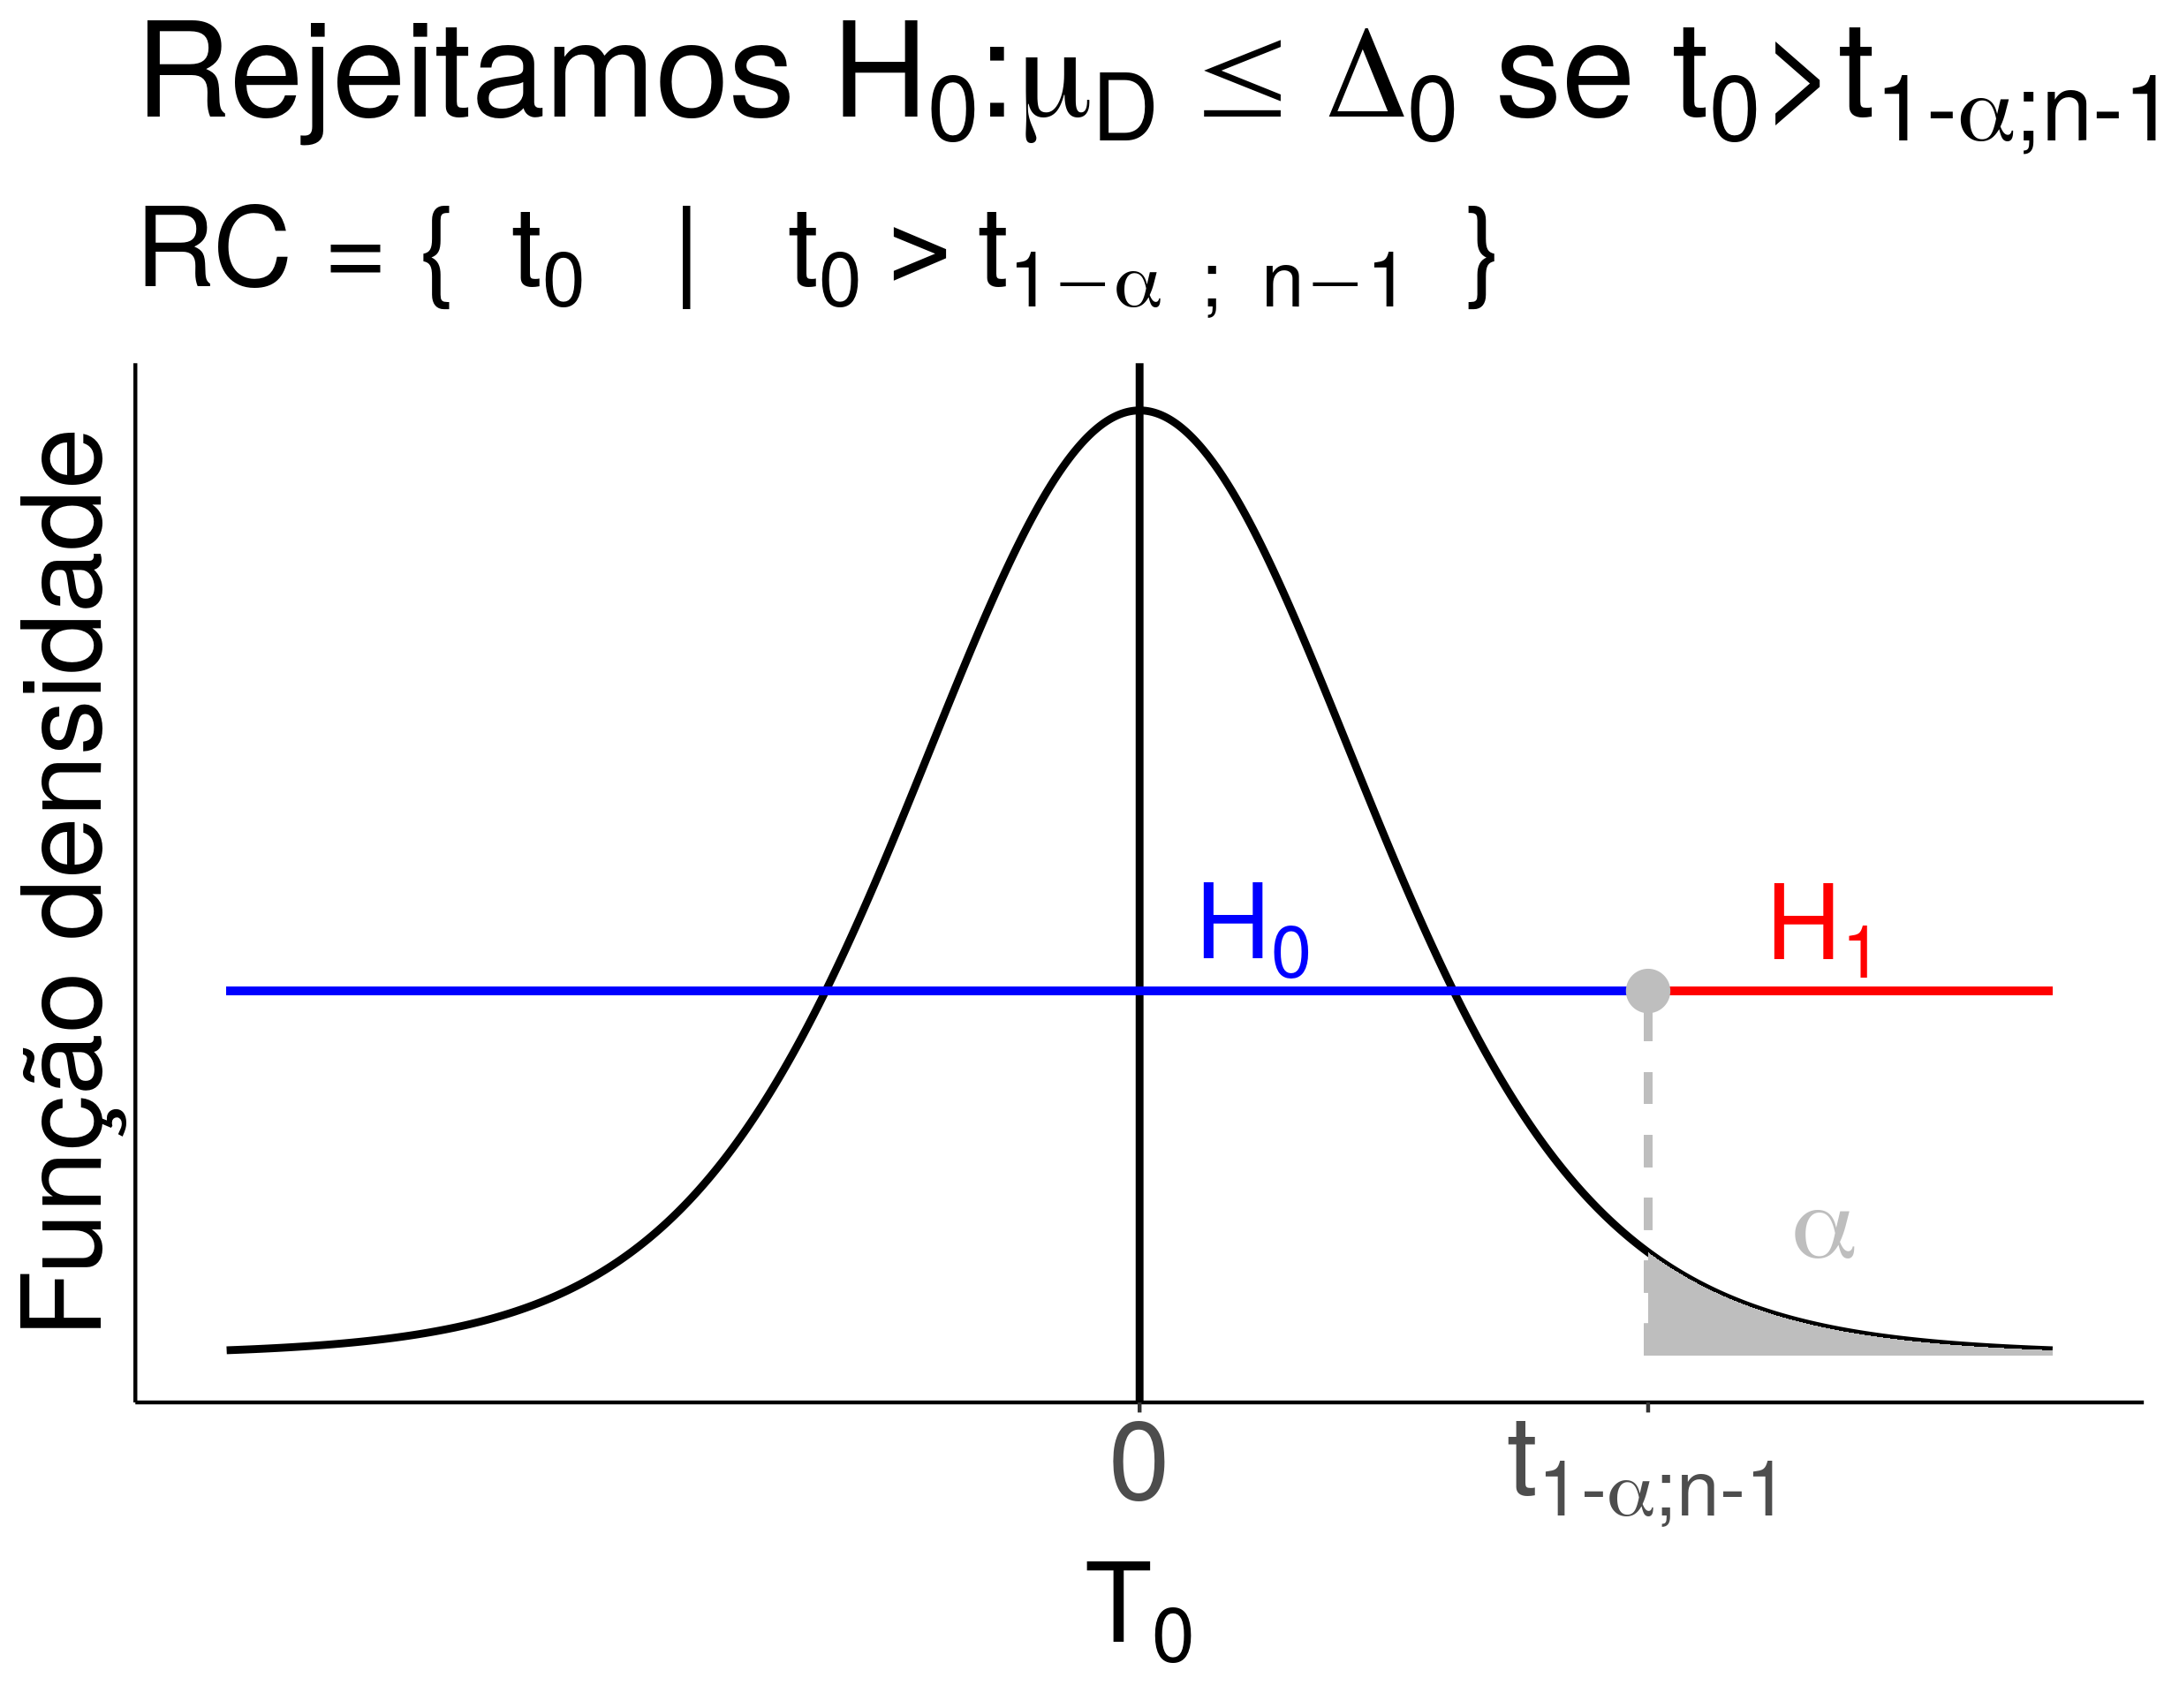 Rejeitamos H₀:μ_D ≤ Δ₀ se t₀>t₁₋α;n-1
RC = { t₀ | t₀ > t₁₋α ; n−1 }
Função densidade
H₀
H₁
α
0
t₁₋α;n-1
T₀